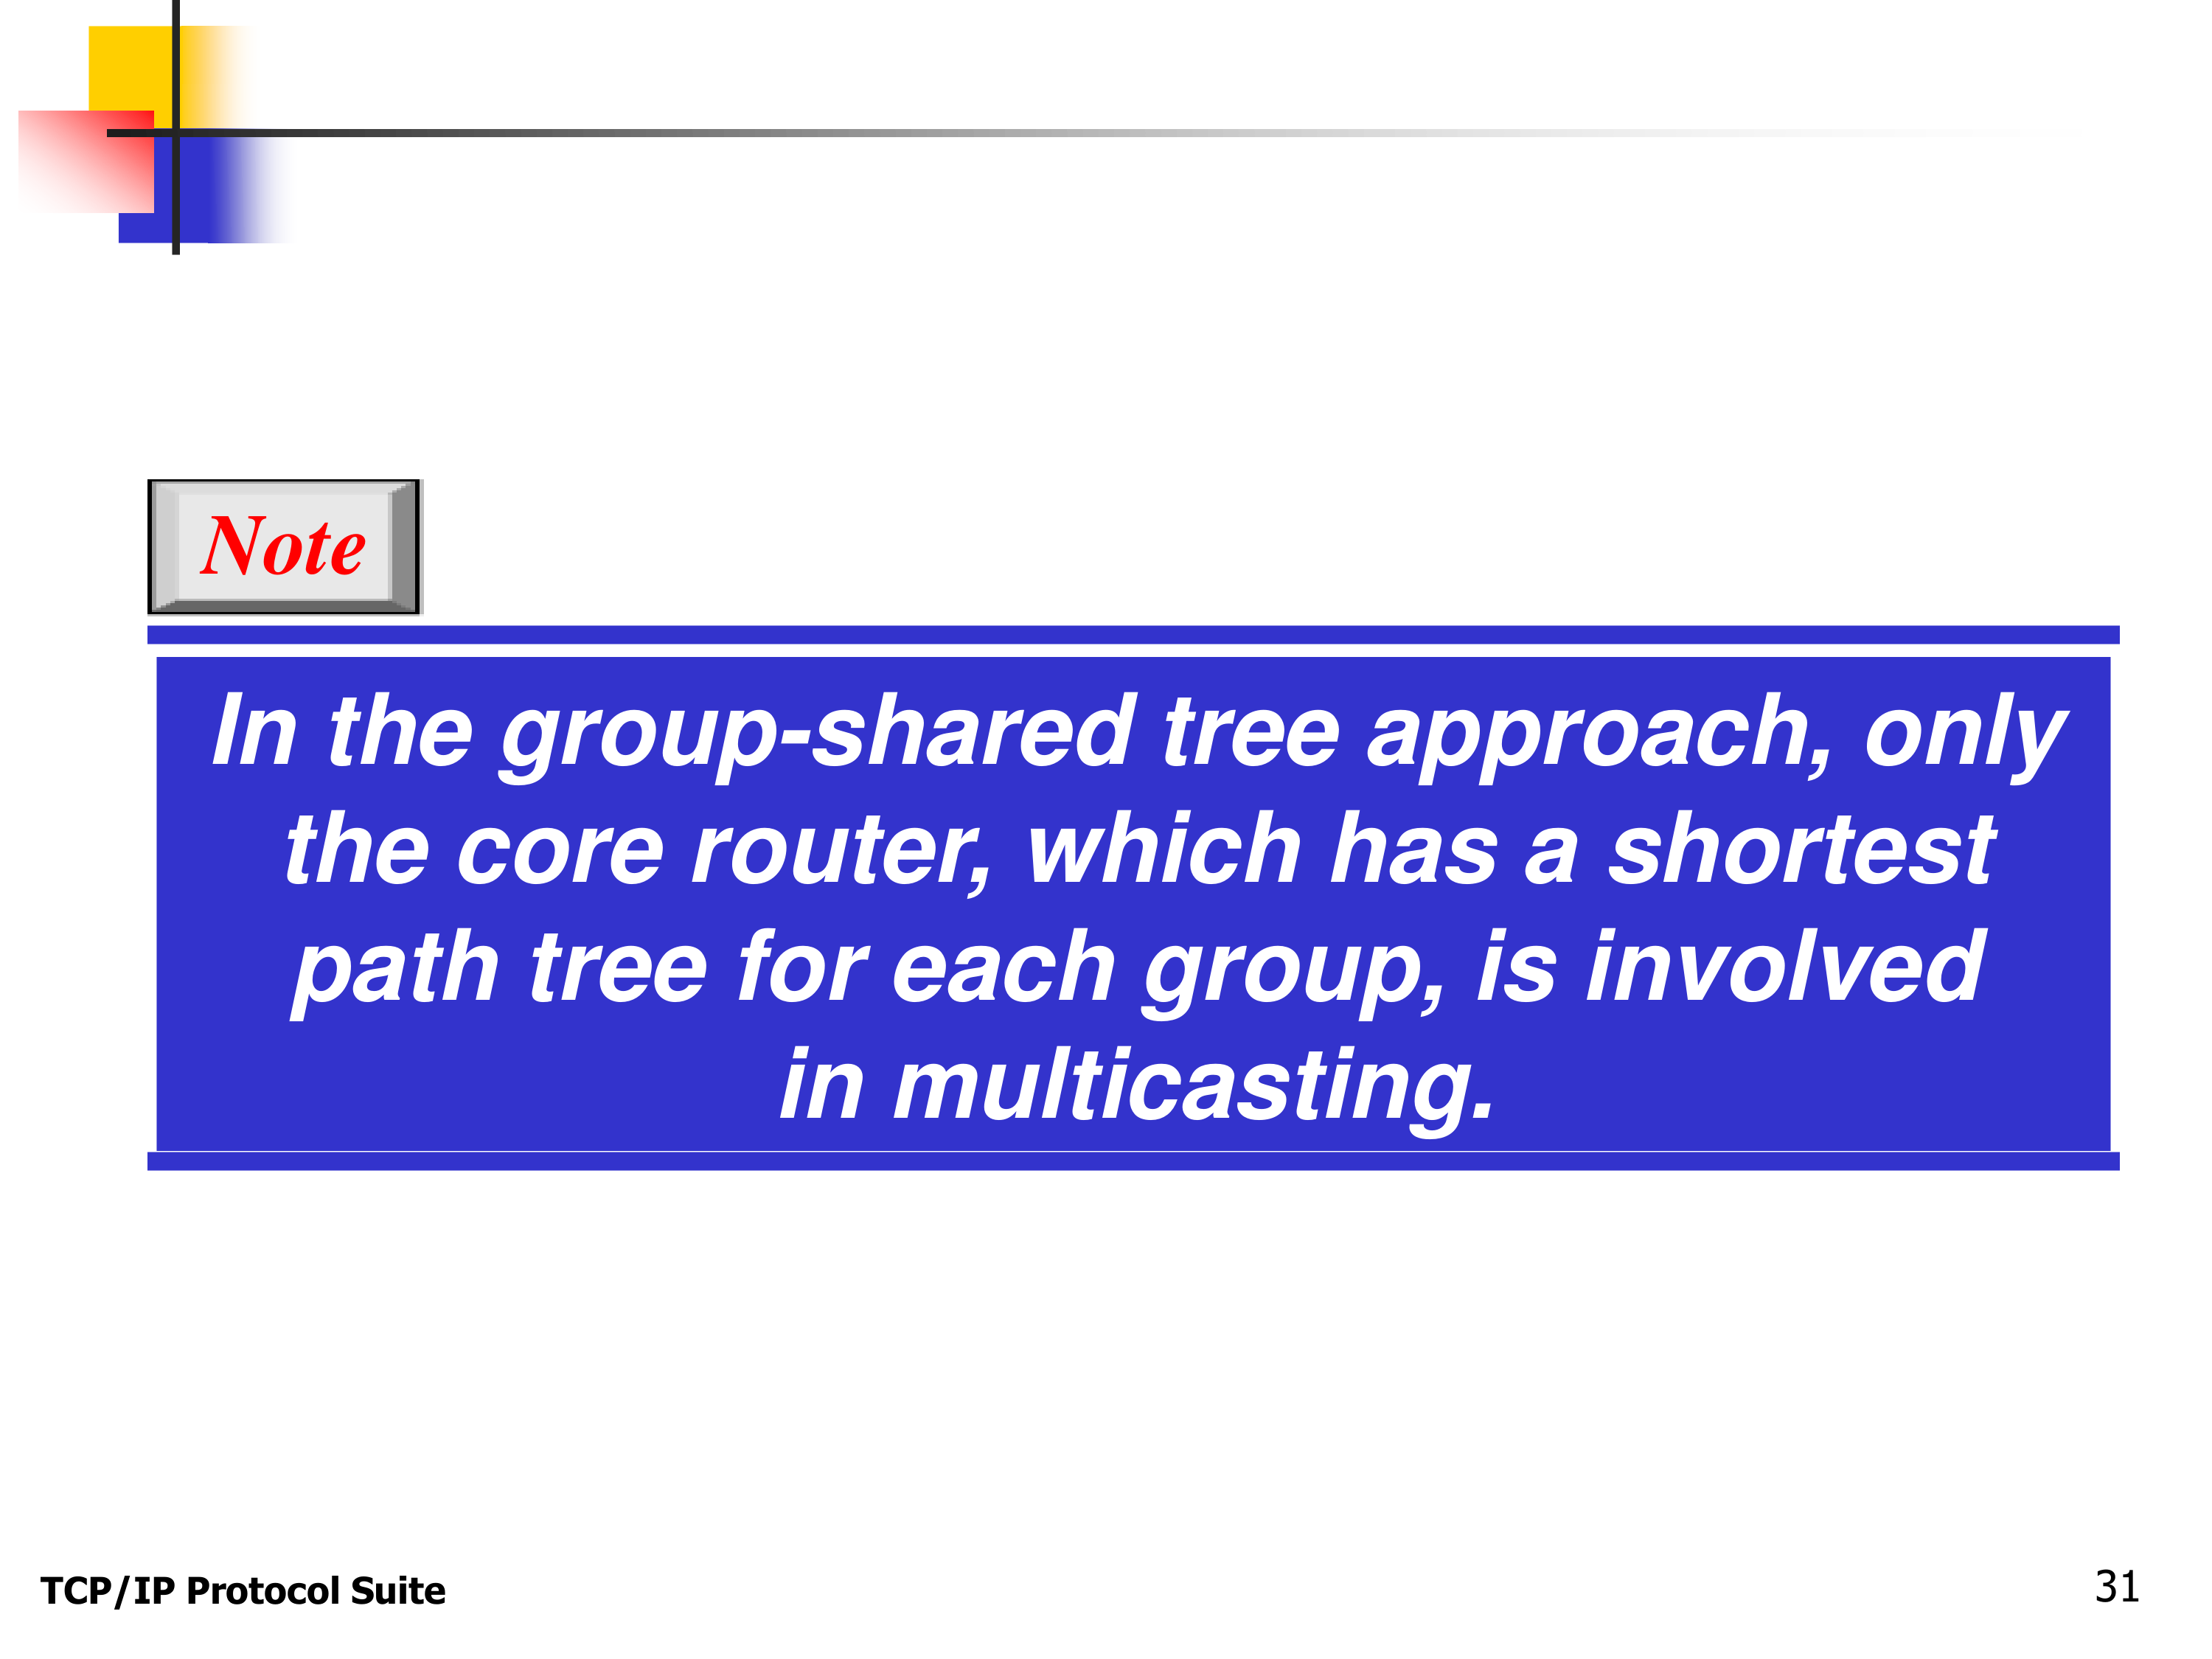 Note
In the group-shared tree approach, only
the core router, which has a shortest
path tree for each group, is involved
in multicasting.
TCP/IP Protocol Suite
31